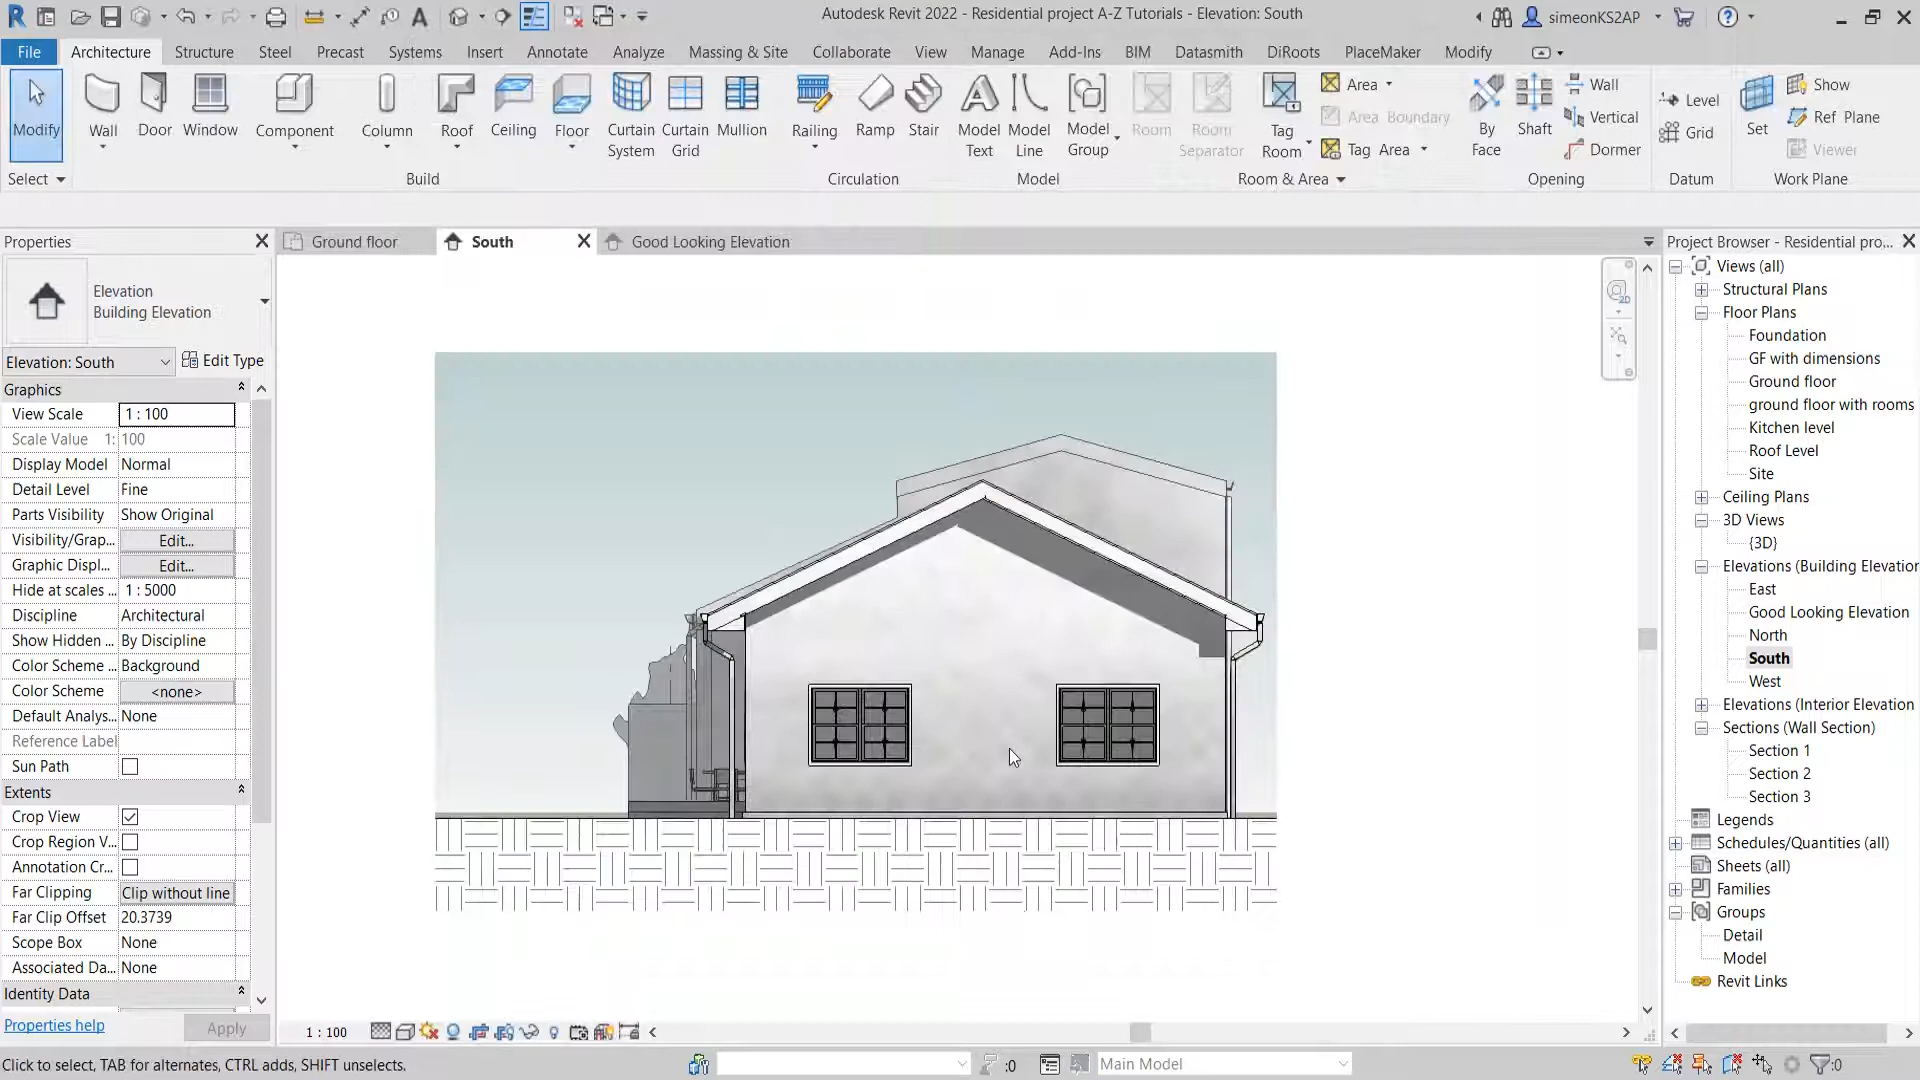 Autodesk Revit 2022 - Residential project A-Z Tutorials - Elevation: South
simeonKS2AP
File Architecture Structure Steel Precast Systems Insert Annotate Analyze Massing & Site Collaborate View Manage Add-Ins BIM Datasmith DiRoots PlaceMaker Modify
Modify
Wall
Door
Window
Component
Column
Roof
Ceiling
Floor
Curtain System
Curtain Grid
Mullion
Railing
Ramp
Stair
Model Text
Model Line
Model Group
Room
Room Separator
Tag Room
Area
Area Boundary
Tag Area
By Face
Shaft
Wall
Vertical
Dormer
Level
Grid
Set
Show
Ref Plane
Viewer
Select Build Circulation Model Room & Area Opening Datum Work Plane
Properties
Ground floor
South
Good Looking Elevation
Elevation
Building Elevation
Elevation: South
Edit Type
Graphics
View Scale 1 : 100
Scale Value 1: 100
Display Model Normal
Detail Level Fine
Parts Visibility Show Original
Visibility/Grap... Edit...
Graphic Displ... Edit...
Hide at scales ... 1 : 5000
Discipline Architectural
Show Hidden ... By Discipline
Color Scheme ... Background
Color Scheme <none>
Default Analys... None
Reference Label
Sun Path
Extents
Crop View
Crop Region V...
Annotation Cr...
Far Clipping Clip without line
Far Clip Offset 20.3739
Scope Box None
Associated Da... None
Identity Data
Properties help
Apply
2D
1 : 100
Project Browser - Residential pro...
Views (all)
Structural Plans
Floor Plans
Foundation
GF with dimensions
Ground floor
ground floor with rooms
Kitchen level
Roof Level
Site
Ceiling Plans
3D Views
{3D}
Elevations (Building Elevation
East
Good Looking Elevation
North
South
West
Elevations (Interior Elevation
Sections (Wall Section)
Section 1
Section 2
Section 3
Legends
Schedules/Quantities (all)
Sheets (all)
Families
Groups
Detail
Model
Revit Links
Click to select, TAB for alternates, CTRL adds, SHIFT unselects.
:0
Main Model
:0